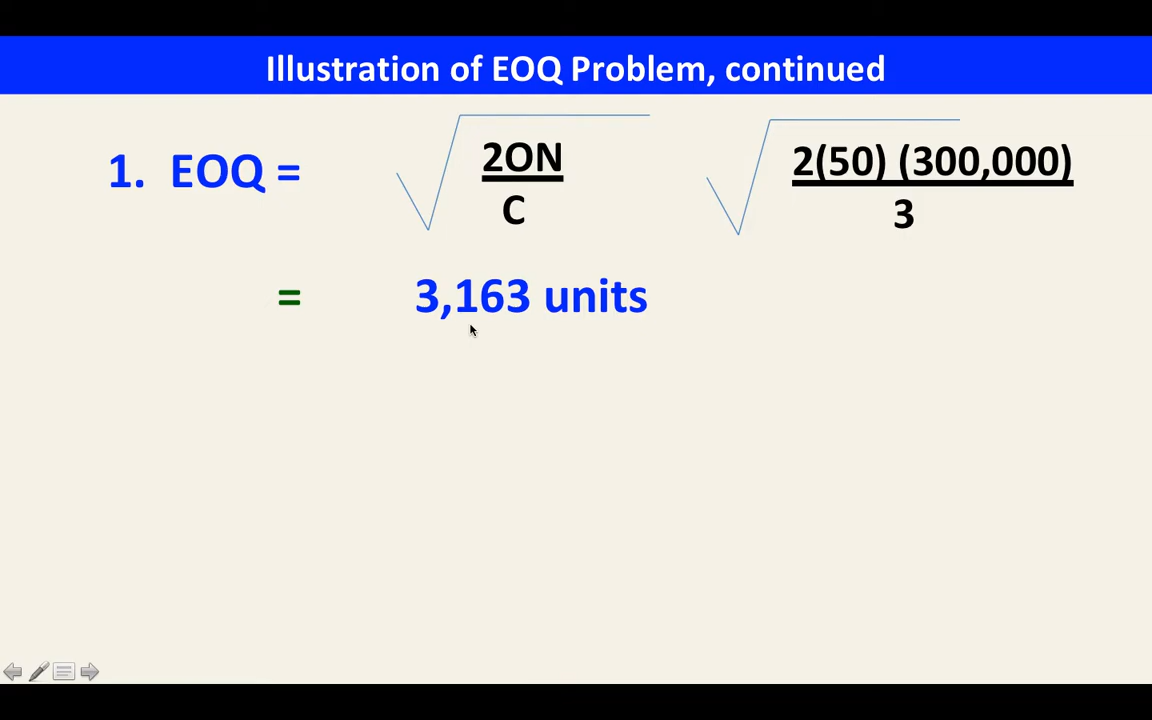 Illustration of EOQ Problem, continued
1. EOQ = √ 2ON / C √ 2(50) (300,000) / 3
= 3,163 units